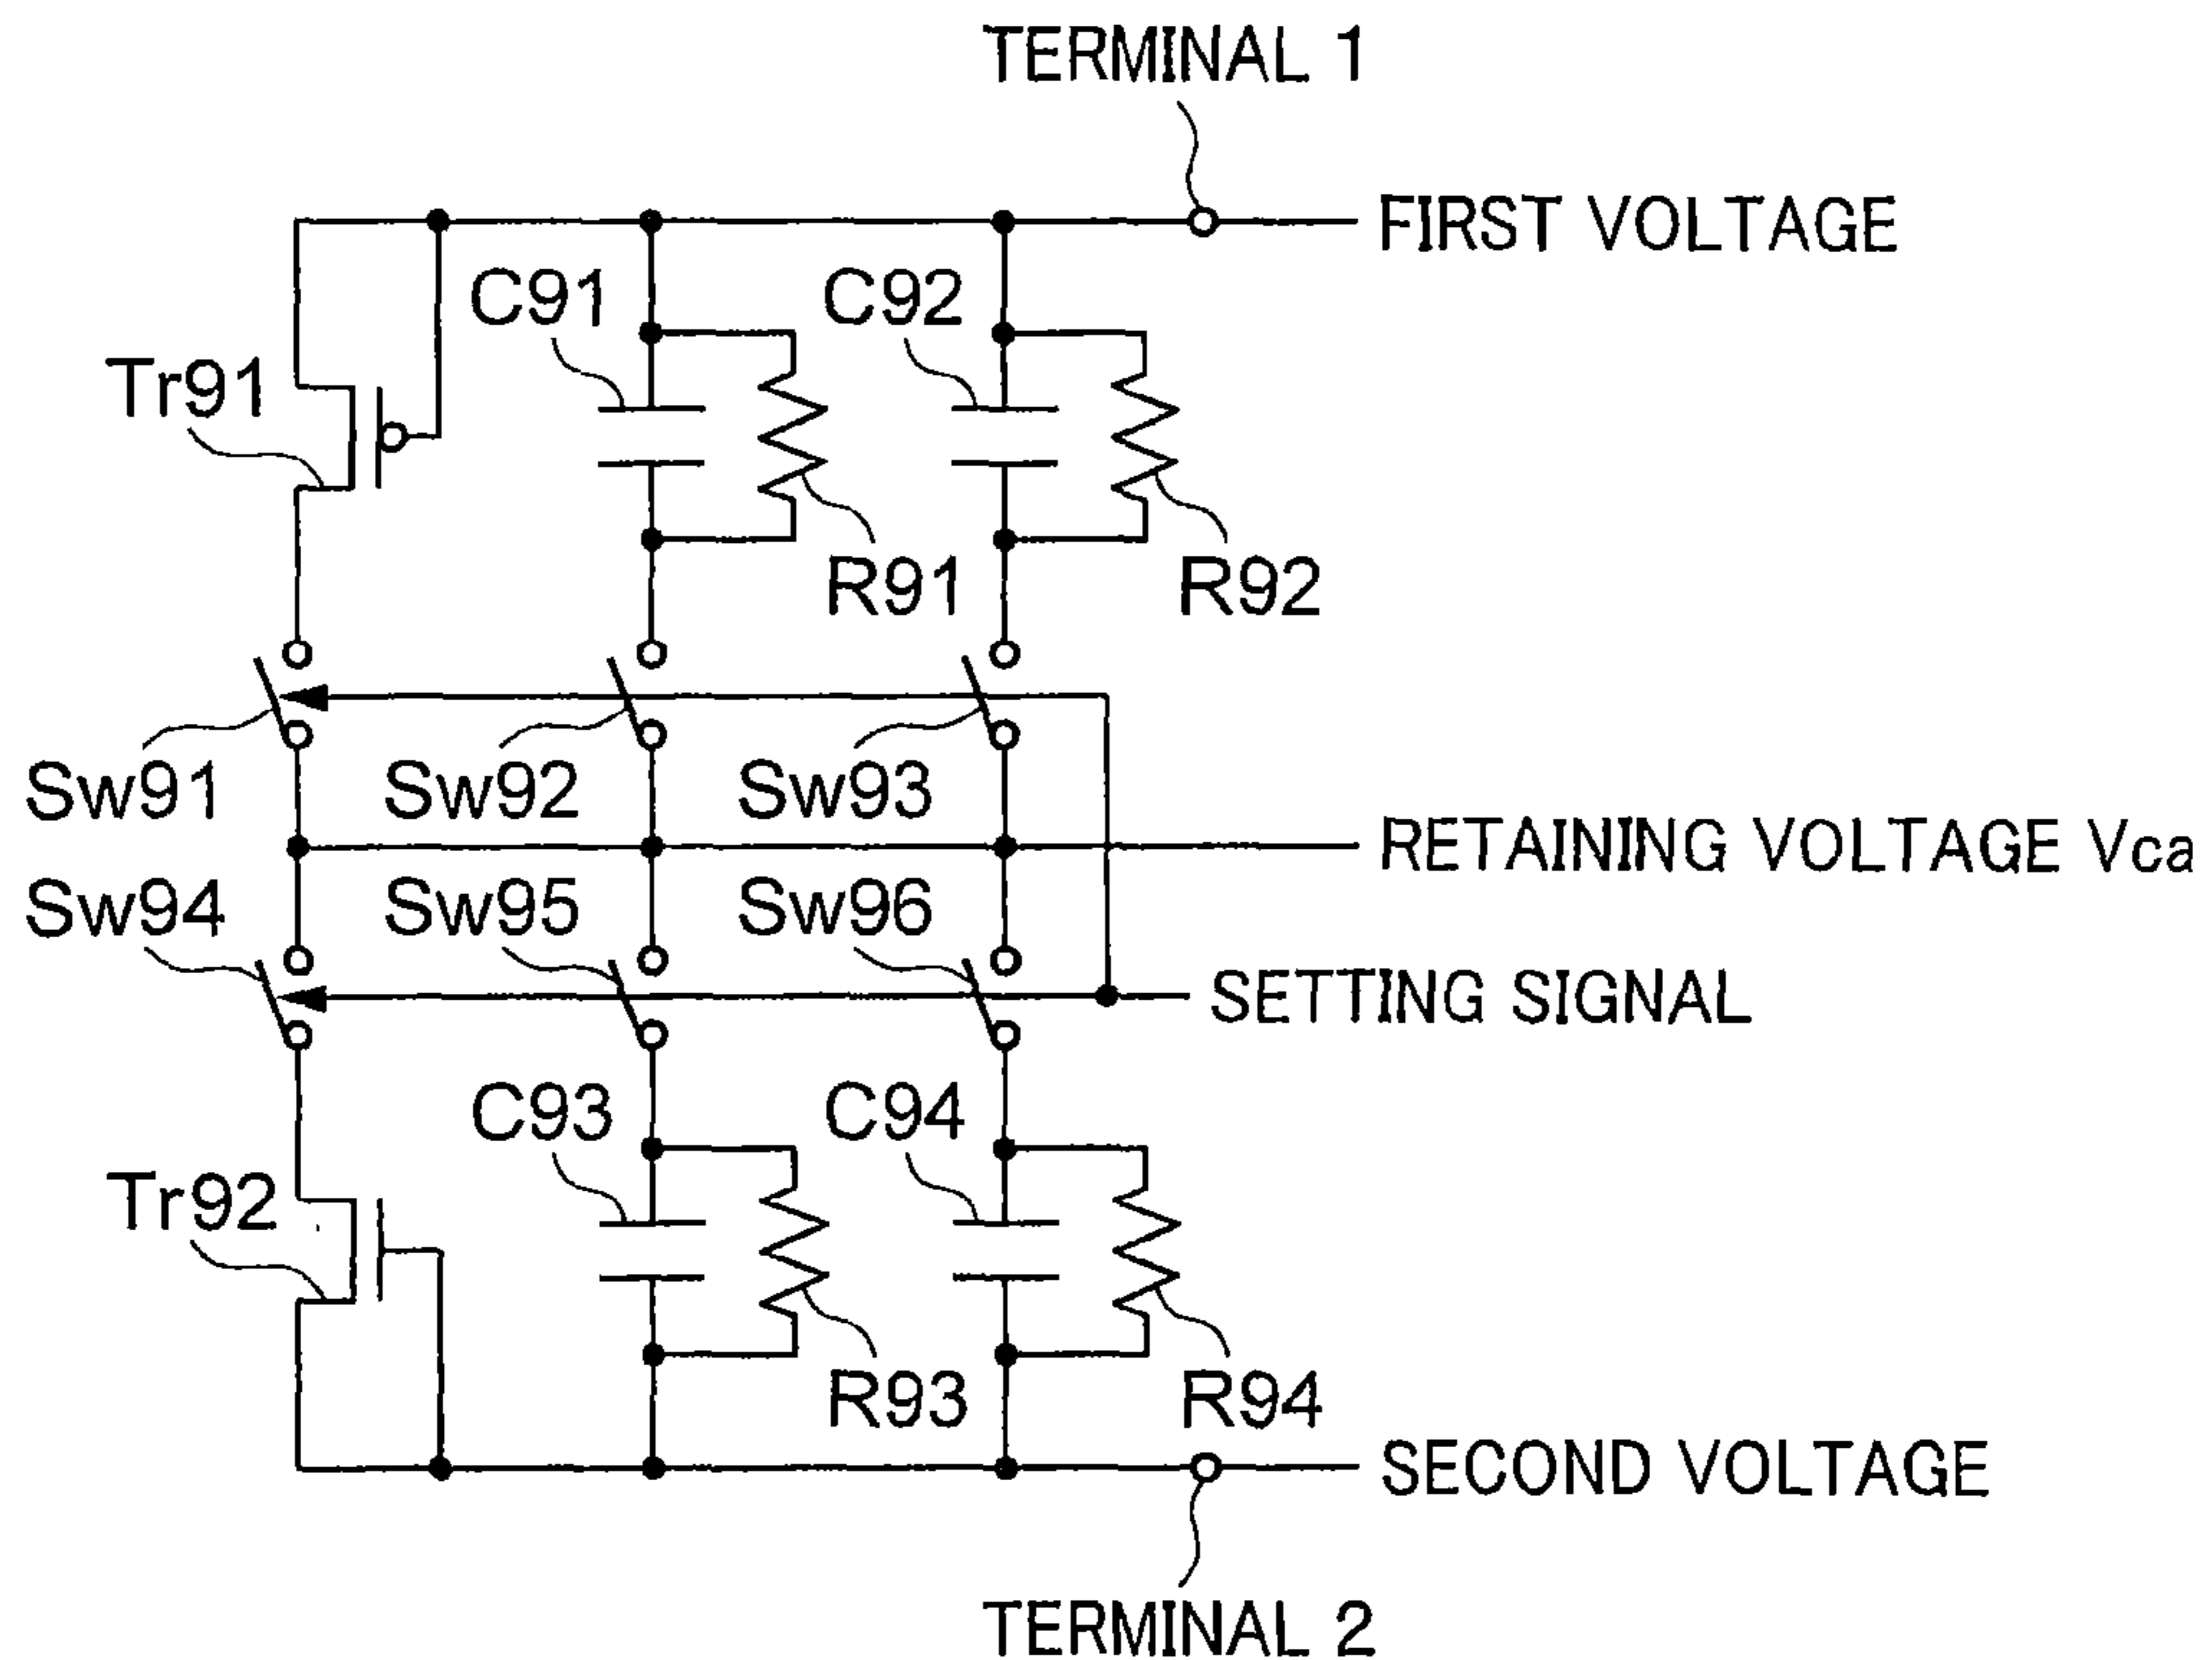 TERMINAL 1
FIRST VOLTAGE
C91
C92
Tr91
R91
R92
Sw91
Sw92
Sw93
RETAINING VOLTAGE Vca
Sw94
Sw95
Sw96
SETTING SIGNAL
C93
C94
Tr92
R93
R94
SECOND VOLTAGE
TERMINAL 2